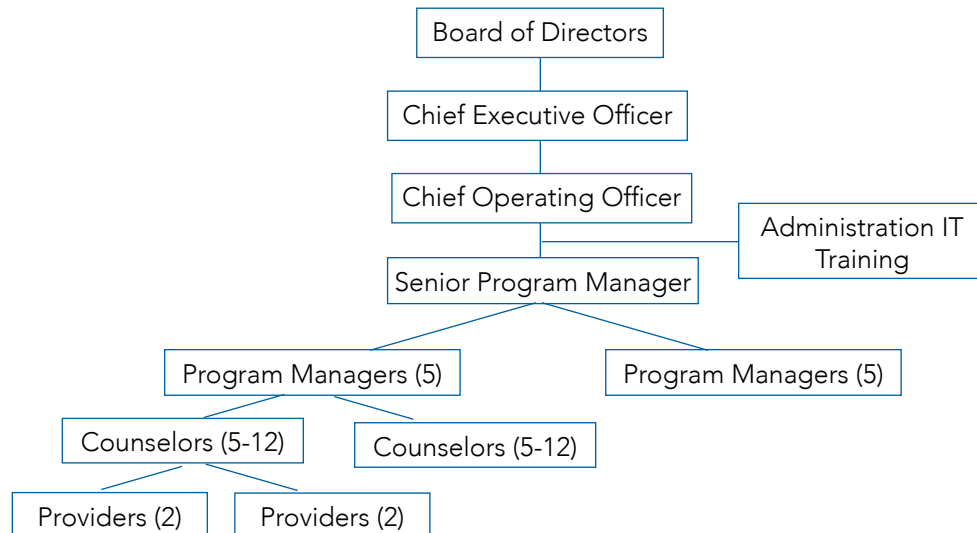 Board of Directors
Chief Executive Officer
Chief Operating Officer
Administration IT
Training
Senior Program Manager
Program Managers (5)
Program Managers (5)
Counselors (5-12)
Counselors (5-12)
Providers (2)
Providers (2)